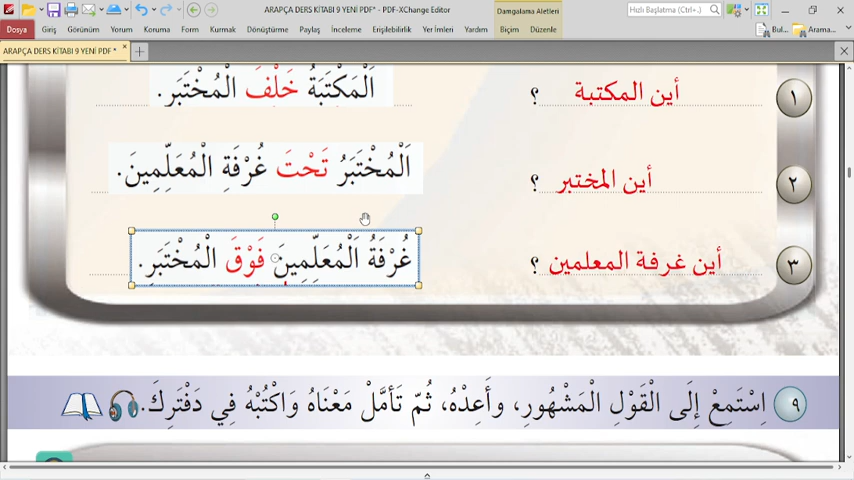 ARAPÇA DERS KİTABI 9 YENİ PDF* - PDF-XChange Editor
Damgalama Aletleri
Hızlı Başlatma (Ctrl+.)
Dosya Giriş Görünüm Yorum Koruma Form Kurmak Dönüştürme Paylaş İnceleme Erişilebilirlik Yer İmleri Yardım Biçim Düzenle Bul... Arama...
ARAPÇA DERS KİTABI 9 YENİ PDF *
١ أين المكتبة ؟ اَلْمَكْتَبَةُ خَلْفَ الْمُخْتَبَرِ.
٢ أين المختبر ؟ اَلْمُخْتَبَرُ تَحْتَ غُرْفَةِ الْمُعَلِّمِينَ.
٣ أين غرفة المعلمين ؟ غُرْفَةُ اَلْمُعَلِّمِينَ فَوْقَ الْمُخْتَبَرِ.
٩ اِسْتَمِعْ إِلَى الْقَوْلِ الْمَشْهُورِ، وأَعِدْهُ، ثُمّ تَأمَّلْ مَعْنَاهُ وَاكْتُبْهُ فِي دَفْتَرِكَ.